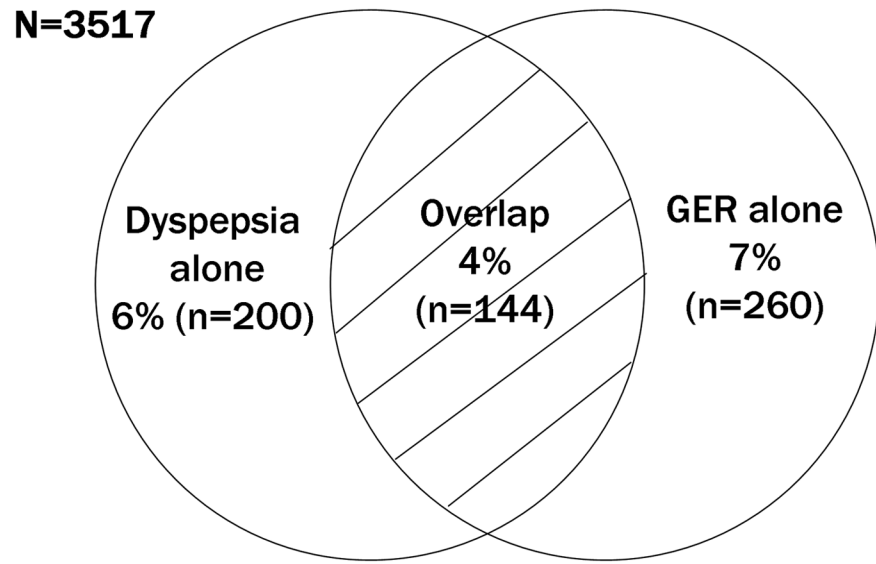 N=3517
Dyspepsia
alone
6% (n=200)
Overlap
4%
(n=144)
GER alone
7%
(n=260)